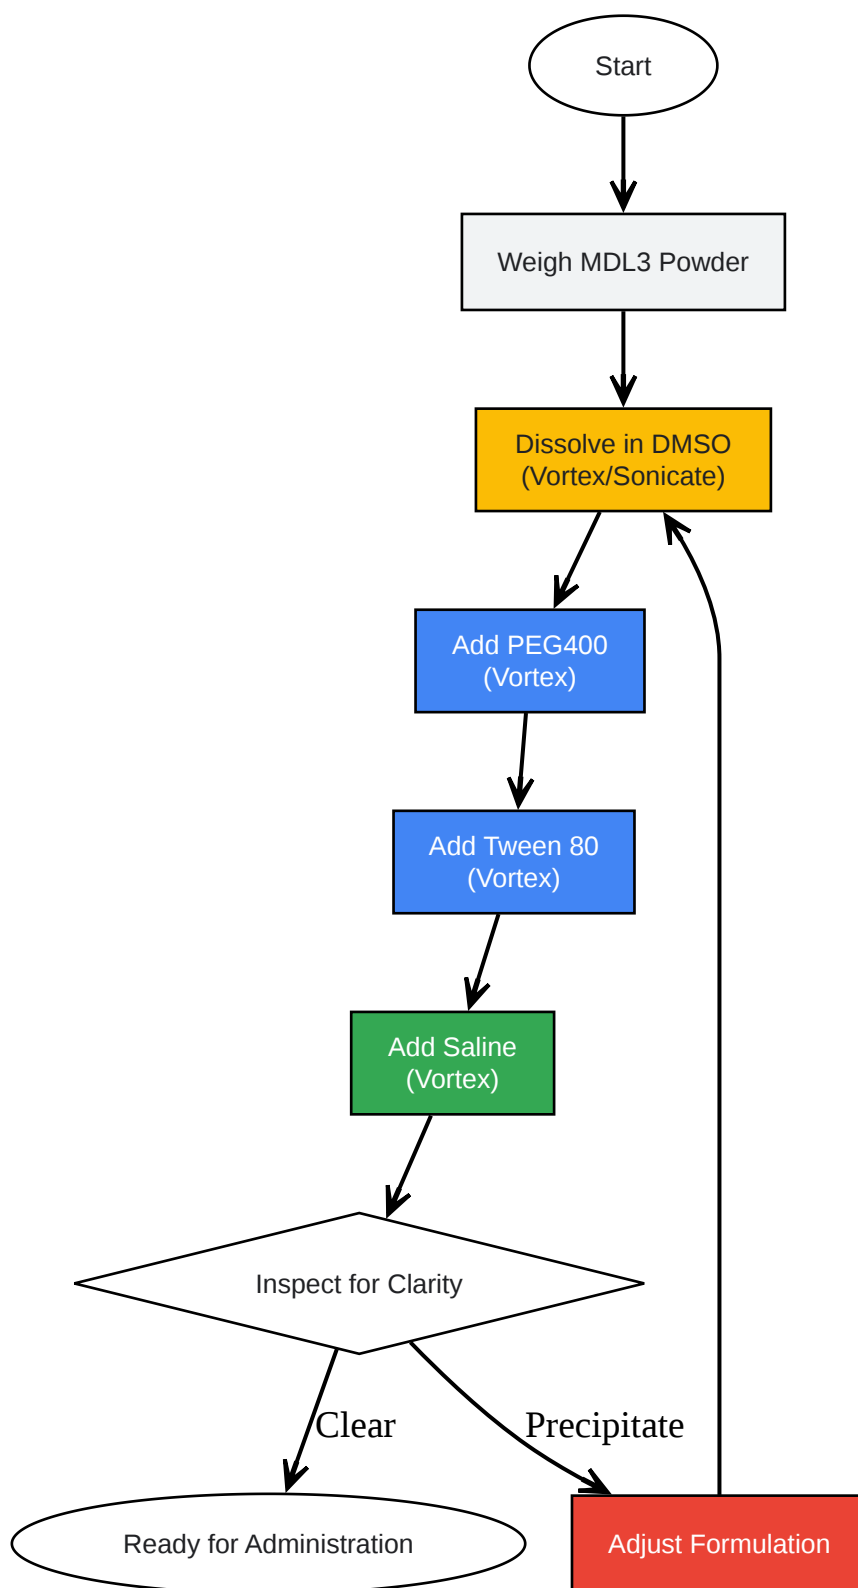 Start
Weigh MDL3 Powder
Dissolve in DMSO
(Vortex/Sonicate)
Add PEG400
(Vortex)
Add Tween 80
(Vortex)
Add Saline
(Vortex)
Inspect for Clarity
Clear
Precipitate
Ready for Administration
Adjust Formulation